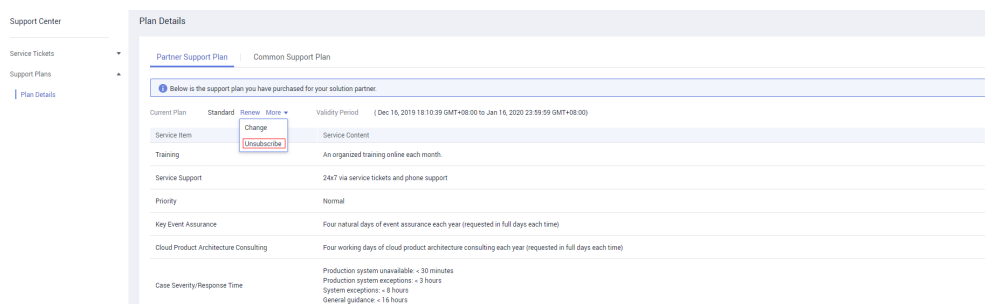 Support Center
Service Tickets
Support Plans
Plan Details
Plan Details
Partner Support Plan
Common Support Plan
Below is the support plan you have purchased for your solution partner.
Current Plan Standard Renew More Validity Period ( Dec 16, 2019 18:10:39 GMT+08:00 to Jan 16, 2020 23:59:59 GMT+08:00)
Change
Unsubscribe
Service Item Service Content
Training An organized training online each month.
Service Support 24x7 via service tickets and phone support
Priority Normal
Key Event Assurance Four natural days of event assurance each year (requested in full days each time)
Cloud Product Architecture Consulting Four working days of cloud product architecture consulting each year (requested in full days each time)
Case Severity/Response Time
Production system unavailable: < 30 minutes
Production system exceptions: < 3 hours
System exceptions: < 8 hours
General guidance: < 16 hours